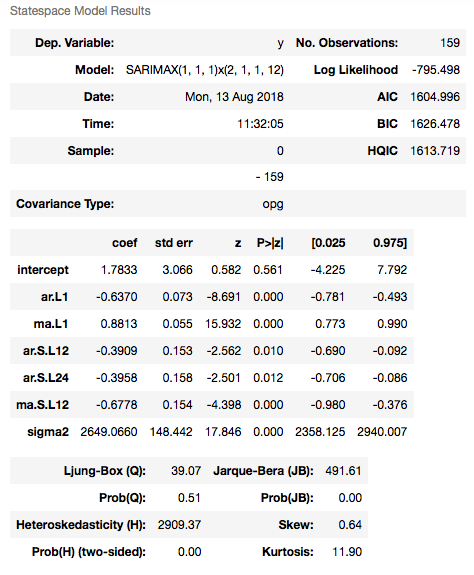 Statespace Model Results
Dep. Variable: y No. Observations: 159
Model: SARIMAX(1, 1, 1)x(2, 1, 1, 12) Log Likelihood -795.498
Date: Mon, 13 Aug 2018 AIC 1604.996
Time: 11:32:05 BIC 1626.478
Sample: 0 HQIC 1613.719
- 159
Covariance Type: opg
coef std err z P>|z| [0.025 0.975]
intercept 1.7833 3.066 0.582 0.561 -4.225 7.792
ar.L1 -0.6370 0.073 -8.691 0.000 -0.781 -0.493
ma.L1 0.8813 0.055 15.932 0.000 0.773 0.990
ar.S.L12 -0.3909 0.153 -2.562 0.010 -0.690 -0.092
ar.S.L24 -0.3958 0.158 -2.501 0.012 -0.706 -0.086
ma.S.L12 -0.6778 0.154 -4.398 0.000 -0.980 -0.376
sigma2 2649.0660 148.442 17.846 0.000 2358.125 2940.007
Ljung-Box (Q): 39.07 Jarque-Bera (JB): 491.61
Prob(Q): 0.51 Prob(JB): 0.00
Heteroskedasticity (H): 2909.37 Skew: 0.64
Prob(H) (two-sided): 0.00 Kurtosis: 11.90